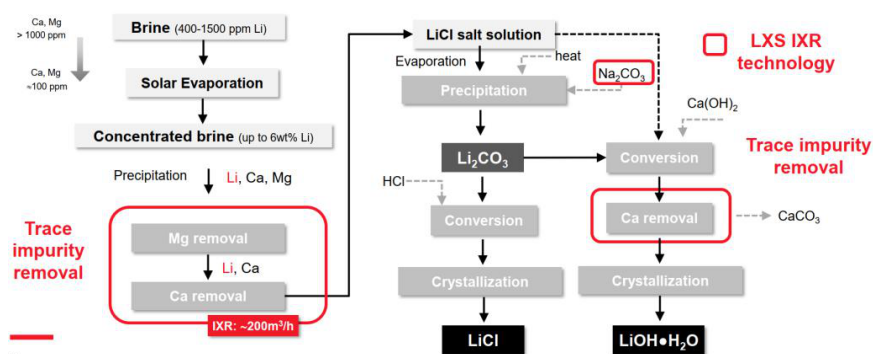 Ca, Mg
> 1000 ppm
Ca, Mg
≈100 ppm
Brine (400-1500 ppm Li)
Solar Evaporation
Concentrated brine (up to 6wt% Li)
Precipitation
Li, Ca, Mg
Trace
impurity
removal
Mg removal
Li, Ca
Ca removal
IXR: ~200m³/h
LiCl salt solution
Evaporation
heat
Na₂CO₃
Precipitation
Li₂CO₃
HCl
Conversion
Crystallization
LiCl
LXS IXR
technology
Ca(OH)₂
Trace impurity
removal
Conversion
Ca removal
CaCO₃
Crystallization
LiOH●H₂O